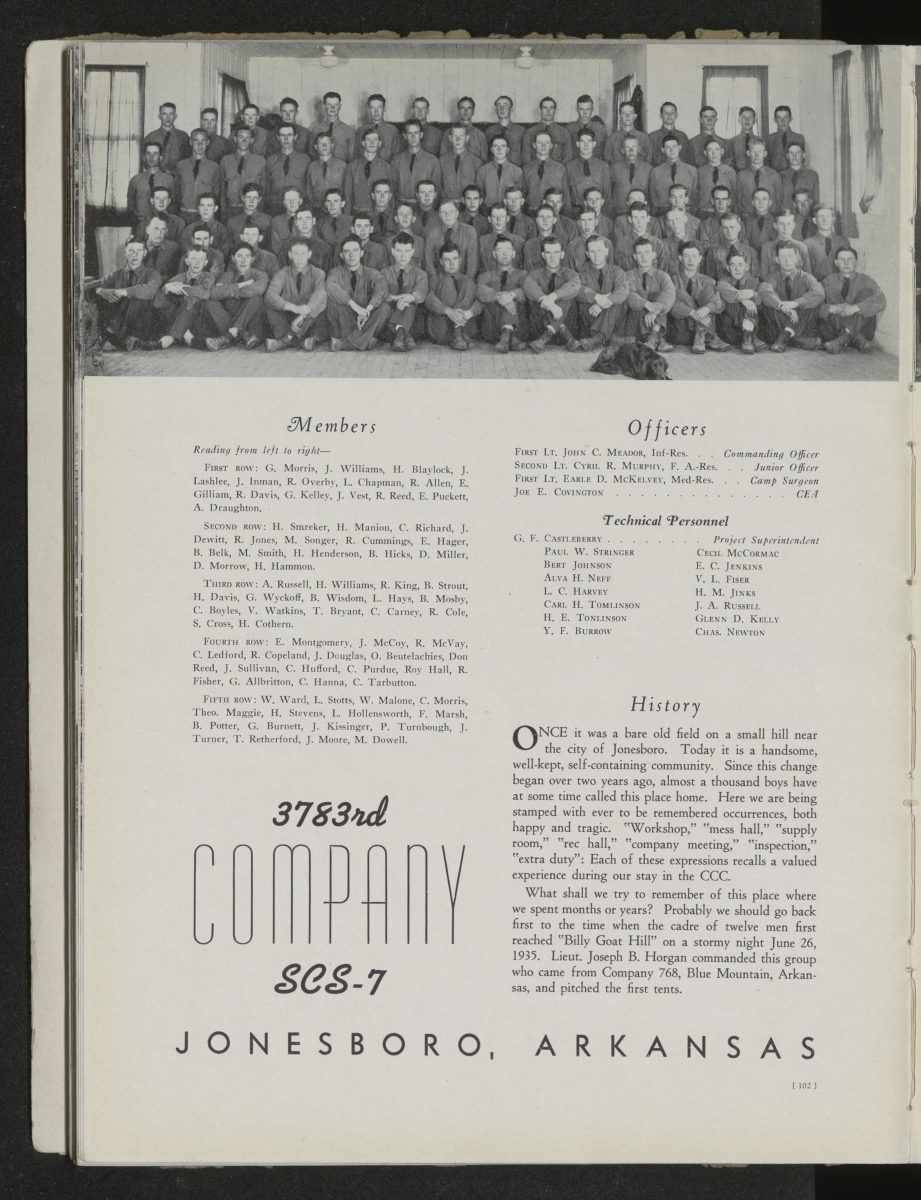 Members
Reading from left to right—
First row: G. Morris, J. Williams, H. Blaylock, J.
Lashlee, J. Inman, R. Overby, L. Chapman, R. Allen, E.
Gilliam, R. Davis, G. Kelley, J. Vest, R. Reed, E. Puckett,
A. Draughton.
Second row: H. Smreker, H. Manion, C. Richard, J.
Dewitt, R. Jones, M. Songer, R. Cummings, E. Hager,
B. Belk, M. Smith, H. Henderson, B. Hicks, D. Miller,
D. Morrow, H. Hammon.
Third row: A. Russell, H. Williams, R. King, B. Strout,
H. Davis, G. Wyckoff, B. Wisdom, L. Hays, B. Mosby,
C. Boyles, V. Watkins, T. Bryant, C. Carney, R. Cole,
S. Cross, H. Cothern.
Fourth row: E. Montgomery, J. McCoy, R. McVay,
C. Ledford, R. Copeland, J. Douglas, O. Beutelachies, Don
Reed, J. Sullivan, C. Hufford, C. Purdue, Roy Hall, R.
Fisher, G. Allbritton, C. Hanna, C. Tarbutton.
Fifth row: W. Ward, L. Stotts, W. Malone, C. Morris,
Theo. Maggie, H. Stevens, L. Hollensworth, F. Marsh,
B. Potter, G. Burnett, J. Kissinger, P. Turnbough, J.
Turner, T. Retherford, J. Moore, M. Dowell.
3783rd
COMPANY
SCS-7
Officers
First Lt. John C. Meador, Inf-Res. . . Commanding Officer
Second Lt. Cyril R. Murphy, F. A.-Res. . . . Junior Officer
First Lt, Earle D. McKelvey, Med-Res. . . Camp Surgeon
Joe E. Covington . . . . . . . . . . . . . . . CEA
Technical Personnel
G. F. Castleberry . . . . . . . . Project Superintendent
Paul W. Stringer Cecil McCormac
Bert Johnson E. C. Jenkins
Alva H. Neff V. L. Fiser
L. C. Harvey H. M. Jinks
Carl H. Tomlinson J. A. Russell
H. E. Tonlinson Glenn D. Kelly
Y. F. Burrow Chas. Newton
History
ONCE it was a bare old field on a small hill near
the city of Jonesboro. Today it is a handsome,
well-kept, self-containing community. Since this change
began over two years ago, almost a thousand boys have
at some time called this place home. Here we are being
stamped with ever to be remembered occurrences, both
happy and tragic. "Workshop," "mess hall," "supply
room," "rec hall," "company meeting," "inspection,"
"extra duty": Each of these expressions recalls a valued
experience during our stay in the CCC.
What shall we try to remember of this place where
we spent months or years? Probably we should go back
first to the time when the cadre of twelve men first
reached "Billy Goat Hill" on a stormy night June 26,
1935. Lieut. Joseph B. Horgan commanded this group
who came from Company 768, Blue Mountain, Arkan-
sas, and pitched the first tents.
JONESBORO, ARKANSAS
[ 102 ]